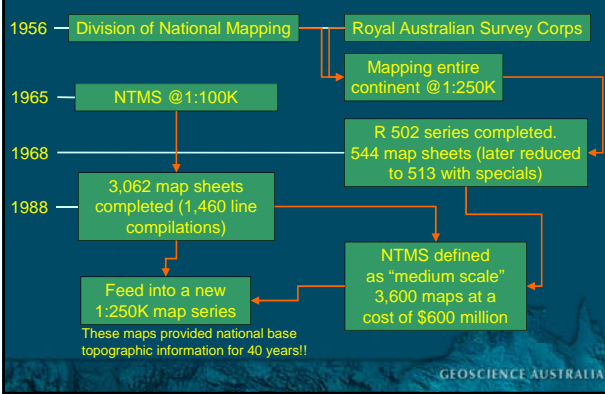 1956
Division of National Mapping
Royal Australian Survey Corps
Mapping entire
continent @1:250K
1965
NTMS @1:100K
R 502 series completed.
544 map sheets (later reduced
to 513 with specials)
1968
3,062 map sheets
completed (1,460 line
compilations)
1988
NTMS defined
as “medium scale”
3,600 maps at a
cost of $600 million
Feed into a new
1:250K map series
These maps provided national base
topographic information for 40 years!!
GEOSCIENCE AUSTRALIA